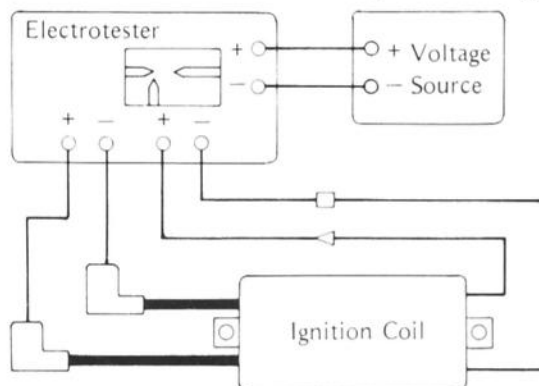 Electrotester
+
−
+ Voltage
− Source
+ − + −
Ignition Coil